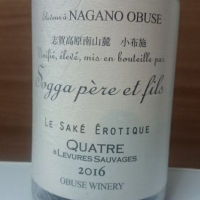 Château NAGANO OBUSE
志賀高原南山麓 小布施
élevé, mis en bouteille par
Sogga père et fils
LE SAKÉ ÉROTIQUE
QUATRE
LEVURES SAUVAGES
2016
OBUSE WINERY